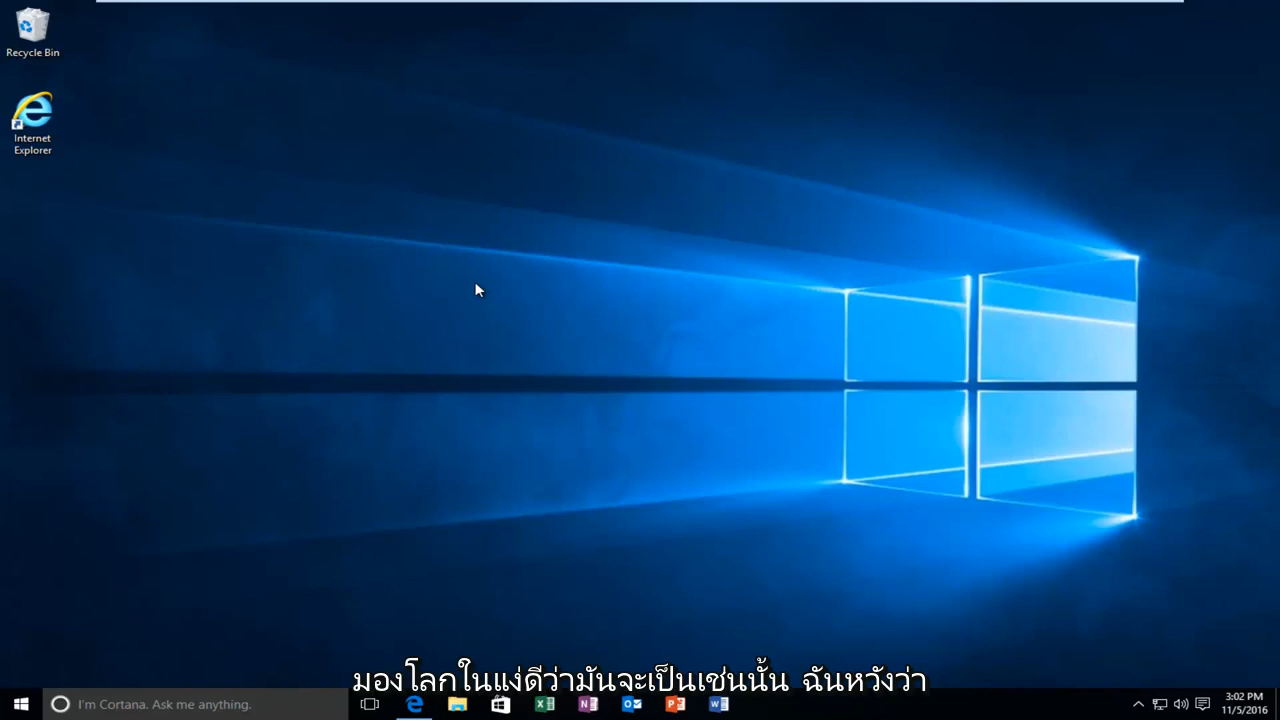 Recycle Bin
Internet
Explorer
มองโลกในแง่ดีว่ามันจะเป็นเช่นนั้น ฉันหวังว่า
I'm Cortana. Ask me anything.
3:02 PM
11/5/2016